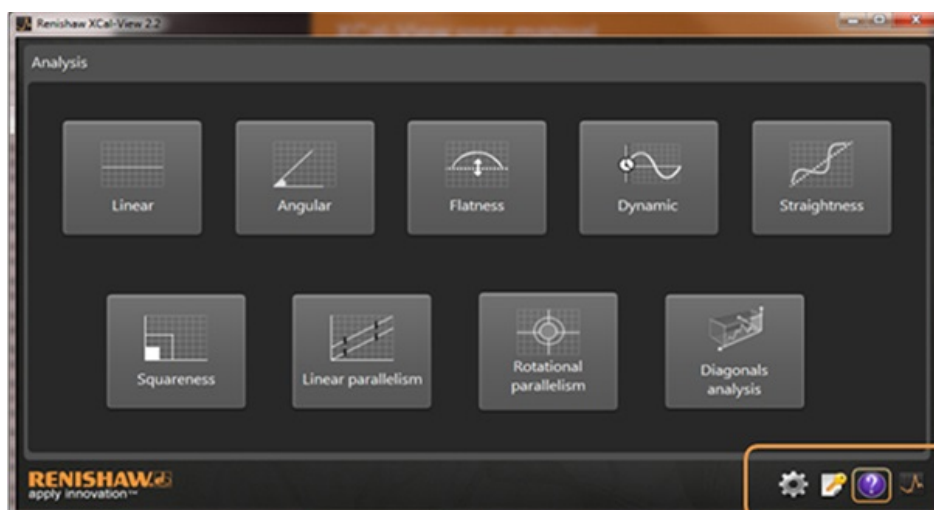 Renishaw XCal-View 2.2
Analysis
Linear
Angular
Flatness
Dynamic
Straightness
Squareness
Linear parallelism
Rotational
parallelism
Diagonals
analysis
RENISHAW
apply innovation™